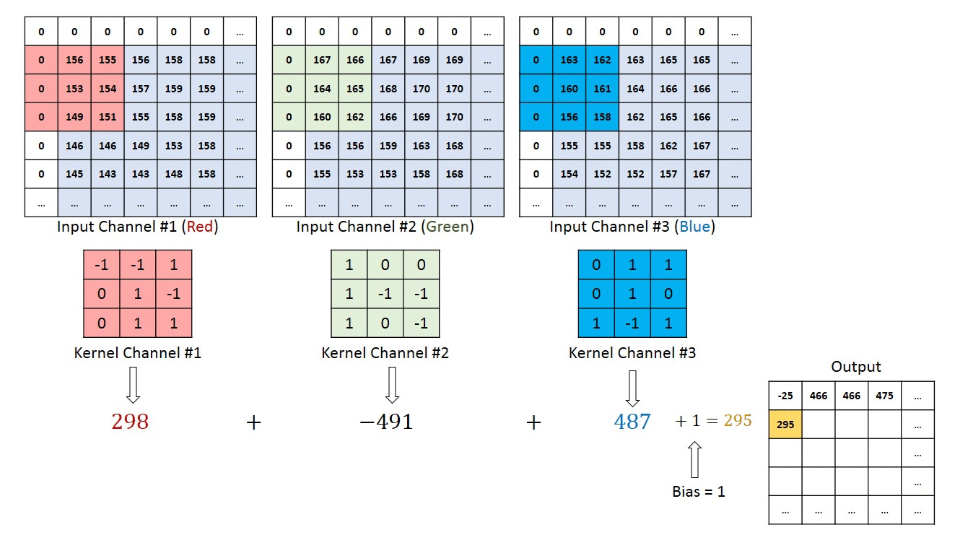 0 0 0 0 0 0 ...
0 156 155 156 158 158 ...
0 153 154 157 159 159 ...
0 149 151 155 158 159 ...
0 146 146 149 153 158 ...
0 145 143 143 148 158 ...
... ... ... ... ... ... ...
Input Channel #1 (Red)
0 0 0 0 0 0 ...
0 167 166 167 169 169 ...
0 164 165 168 170 170 ...
0 160 162 166 169 170 ...
0 156 156 159 163 168 ...
0 155 153 153 158 168 ...
... ... ... ... ... ... ...
Input Channel #2 (Green)
0 0 0 0 0 0 ...
0 163 162 163 165 165 ...
0 160 161 164 166 166 ...
0 156 158 162 165 166 ...
0 155 155 158 162 167 ...
0 154 152 152 157 167 ...
... ... ... ... ... ... ...
Input Channel #3 (Blue)
-1 -1 1
0 1 -1
0 1 1
Kernel Channel #1
1 0 0
1 -1 -1
1 0 -1
Kernel Channel #2
0 1 1
0 1 0
1 -1 1
Kernel Channel #3
298 + −491 + 487 + 1 = 295
Bias = 1
Output
-25 466 466 475 ...
295 ...
...
...
... ... ... ... ...